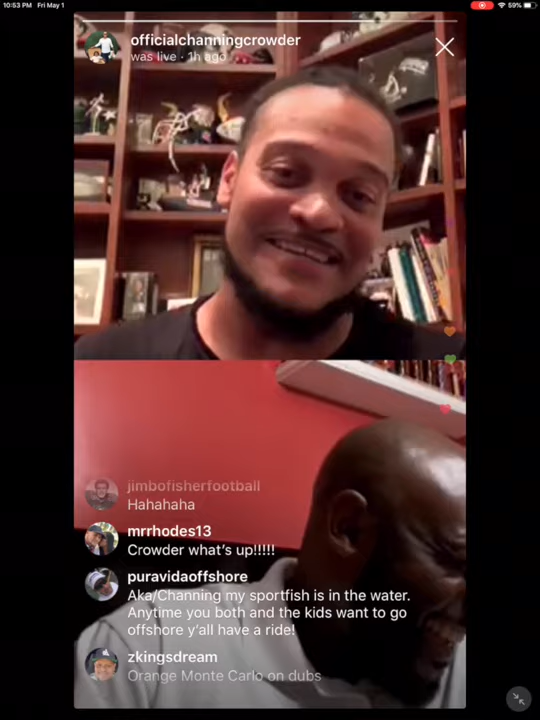 10:53 PM Fri May 1
59%
officialchanningcrowder
was live · 1h ago
jimbofisherfootball
Hahahaha
mrrhodes13
Crowder what's up!!!!!
puravidaoffshore
Aka/Channing my sportfish is in the water.
Anytime you both and the kids want to go
offshore y'all have a ride!
zkingsdream
Orange Monte Carlo on dubs